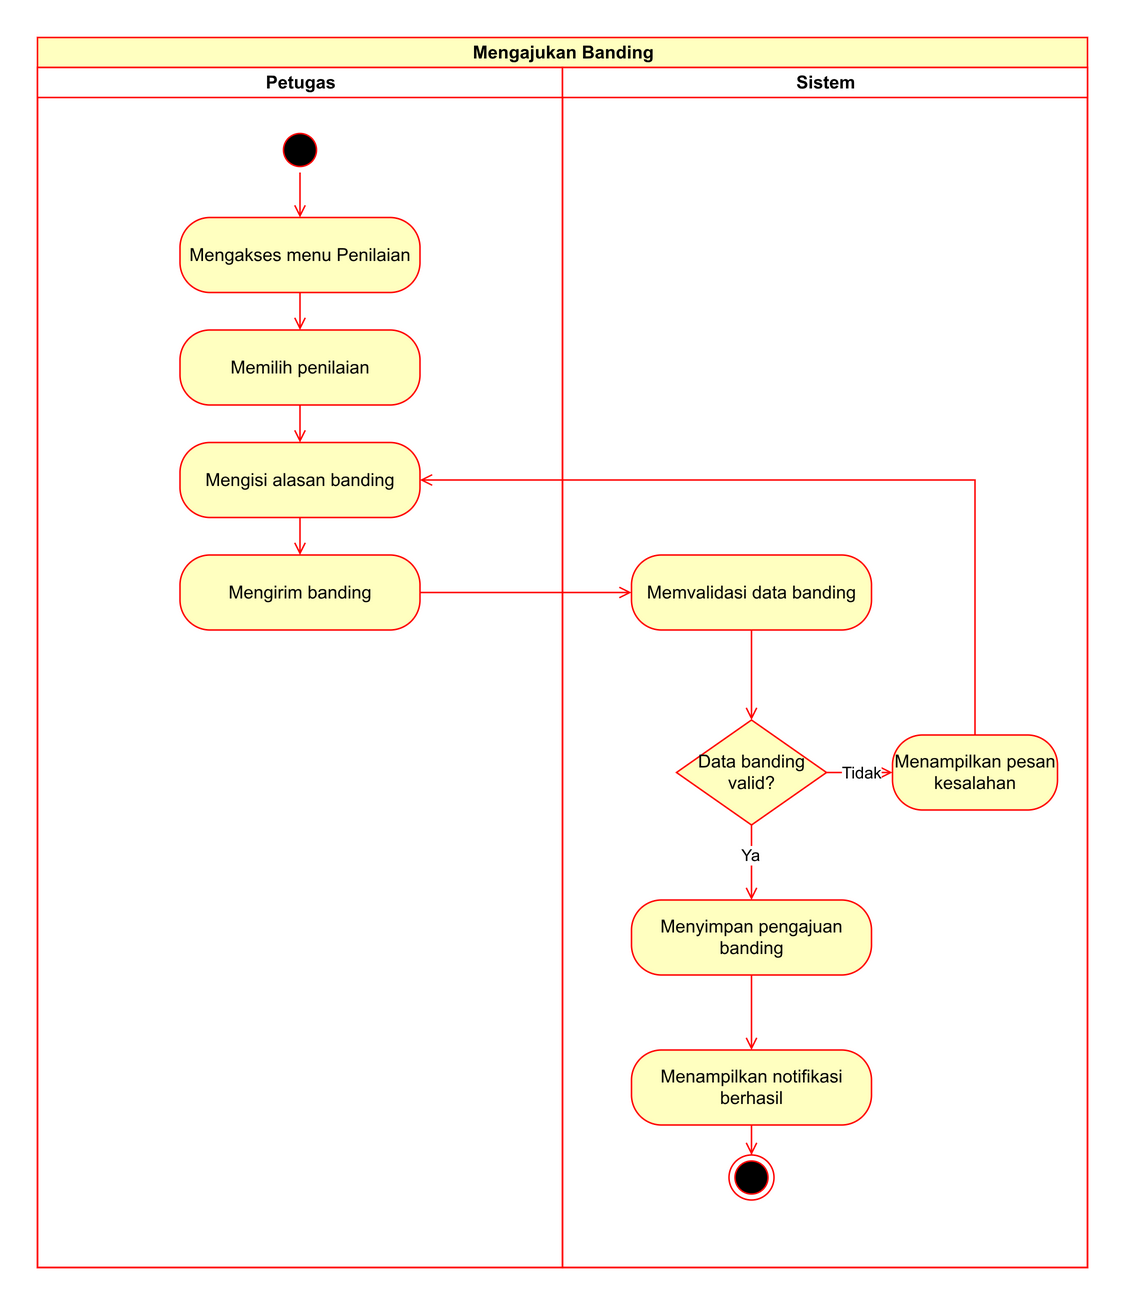 Mengajukan Banding
Petugas
Sistem
Mengakses menu Penilaian
Memilih penilaian
Mengisi alasan banding
Mengirim banding
Memvalidasi data banding
Data banding
valid?
Tidak
Menampilkan pesan
kesalahan
Ya
Menyimpan pengajuan
banding
Menampilkan notifikasi
berhasil